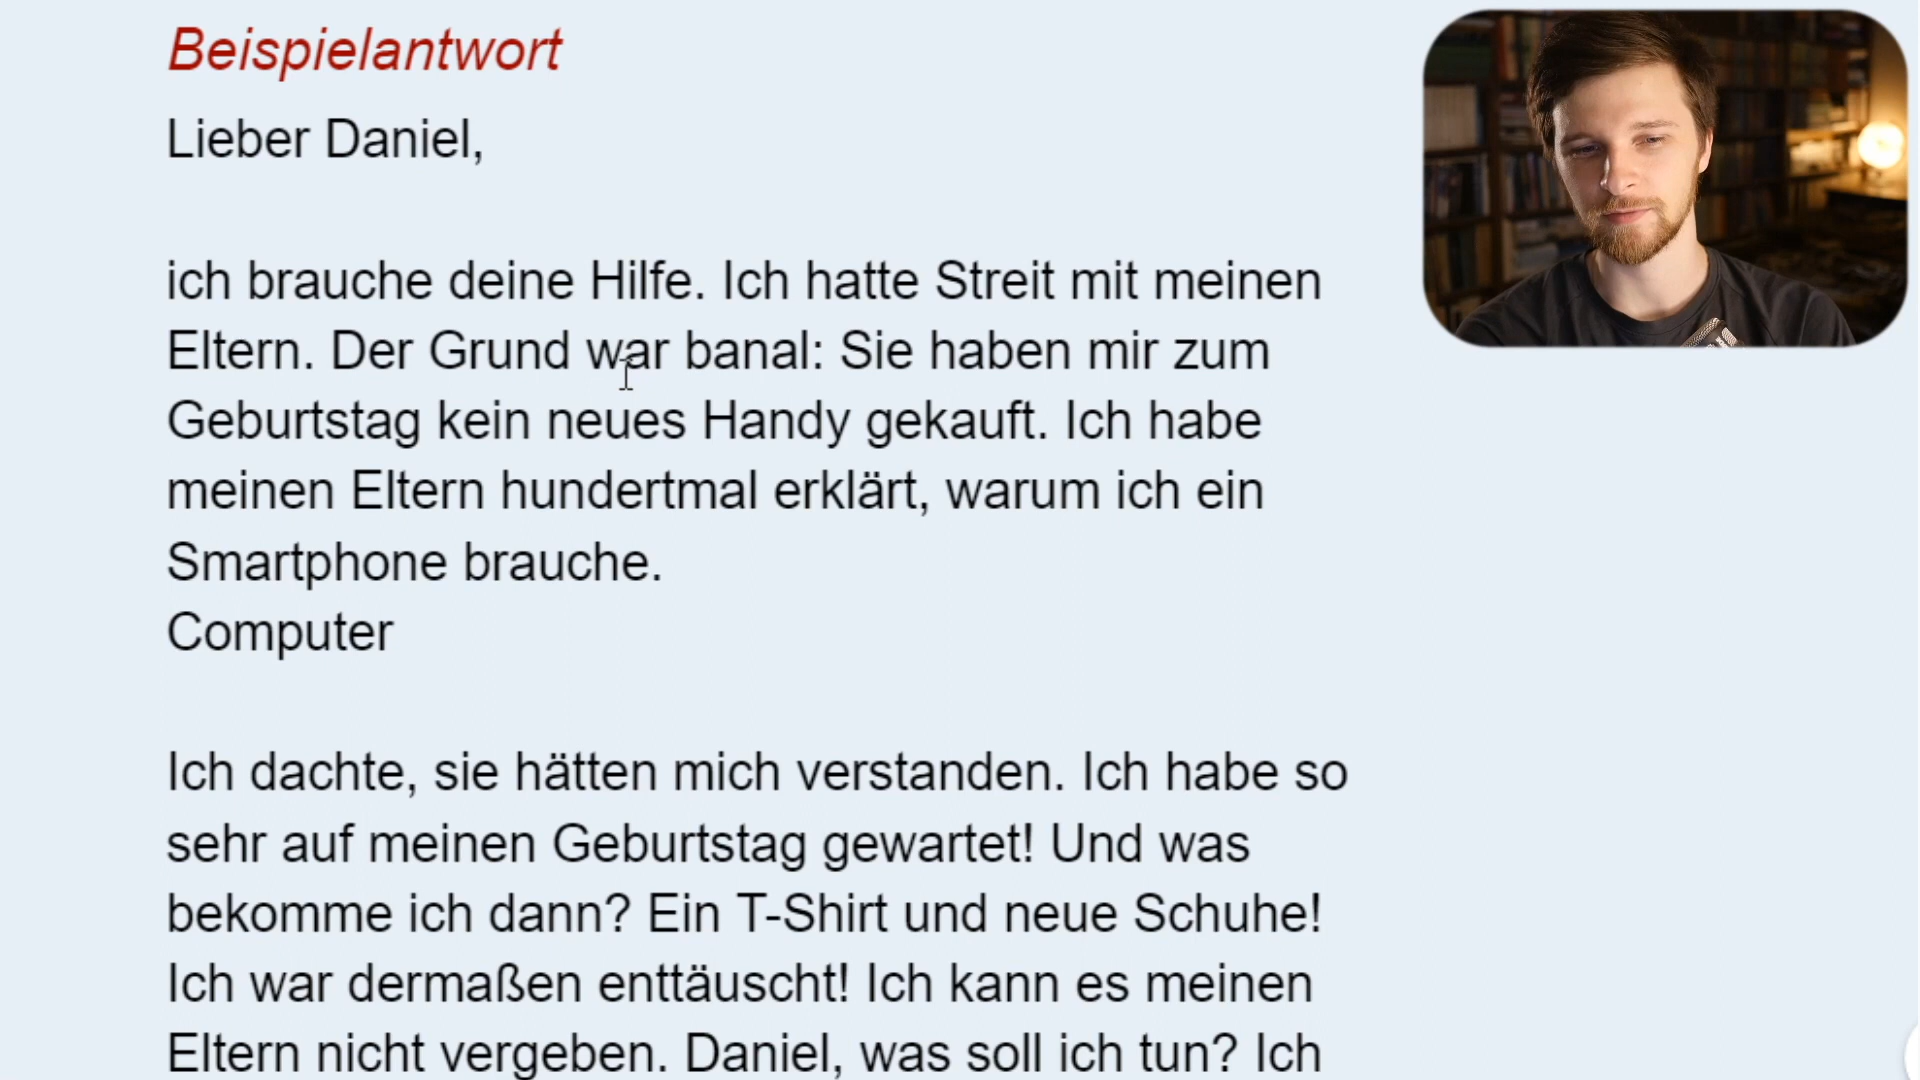 Beispielantwort
Lieber Daniel,
ich brauche deine Hilfe. Ich hatte Streit mit meinen
Eltern. Der Grund war banal: Sie haben mir zum
Geburtstag kein neues Handy gekauft. Ich habe
meinen Eltern hundertmal erklärt, warum ich ein
Smartphone brauche.
Computer
Ich dachte, sie hätten mich verstanden. Ich habe so
sehr auf meinen Geburtstag gewartet! Und was
bekomme ich dann? Ein T-Shirt und neue Schuhe!
Ich war dermaßen enttäuscht! Ich kann es meinen
Eltern nicht vergeben. Daniel, was soll ich tun? Ich